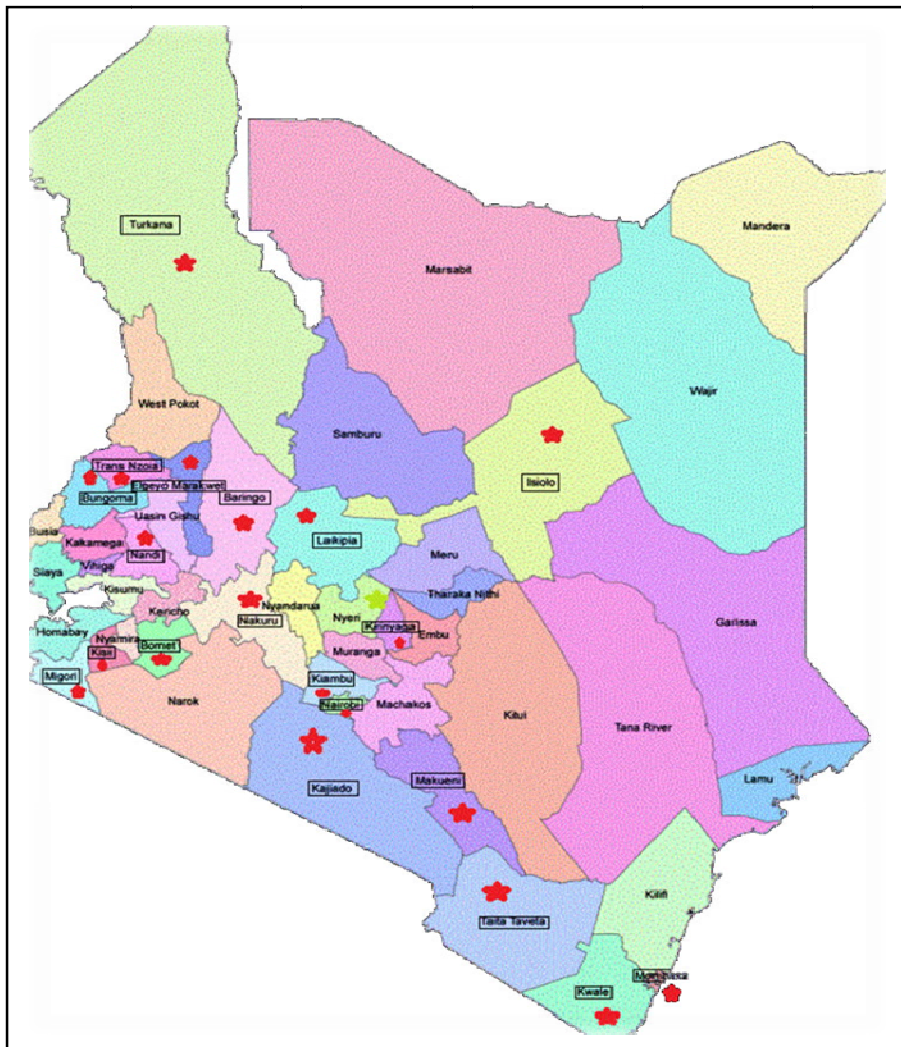 Turkana
Mandera
Marsabit
Wajir
West Pokot
Samburu
Isiolo
Trans Nzoia
Elgeyo Marakwet
Bungoma
Baringo
Uasin Gishu
Busia
Laikipia
Kakamega
Nandi
Meru
Vihiga
Siaya
Tharaka Nithi
Kisumu
Nyandarua
Kericho
Nyeri
Nakuru
Garissa
Kirinyaga
Homabay
Nyamira
Embu
Bomet
Muranga
Kisii
Migori
Kiambu
Narok
Nairobi
Machakos
Kitui
Tana River
Makueni
Lamu
Kajiado
Kilifi
Taita Taveta
Mombasa
Kwale